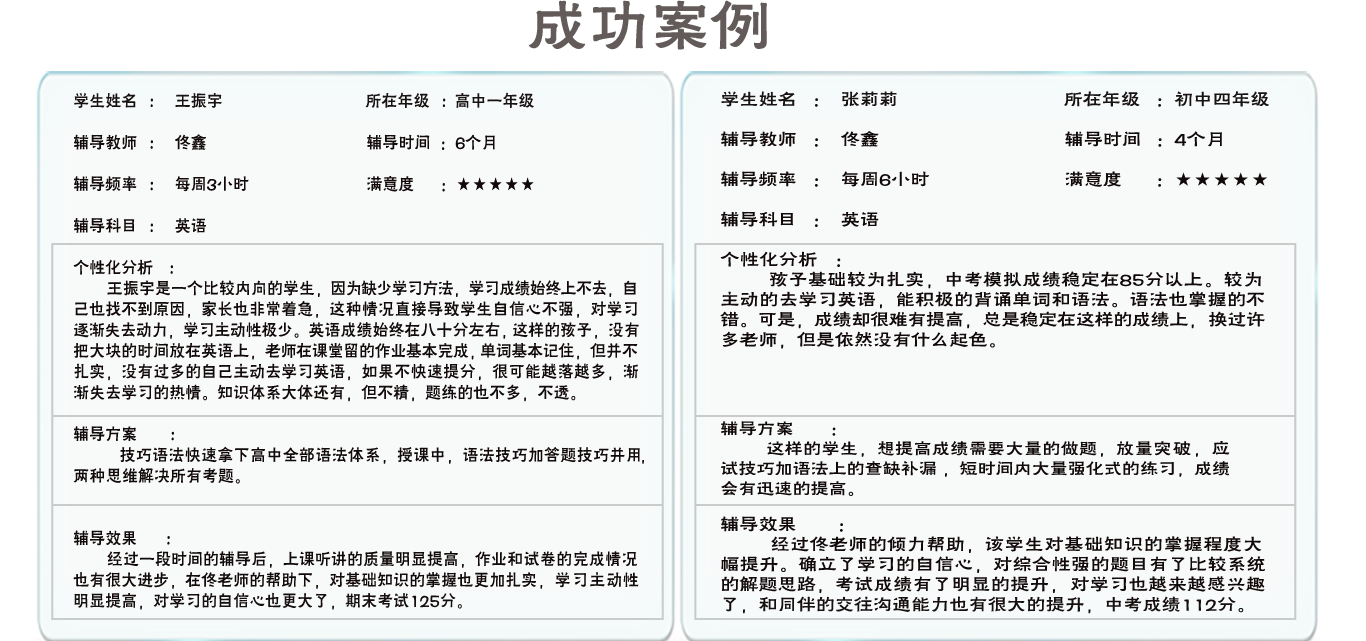 成功案例
学生姓名 ： 王振宇 所在年级 ：高中一年级
辅导教师 ： 佟鑫 辅导时间 ：6个月
辅导频率 ： 每周3小时 满意度 ：★★★★★
辅导科目 ： 英语
个性化分析 ：
王振宇是一个比较内向的学生，因为缺少学习方法，学习成绩始终上不去，自
己也找不到原因，家长也非常着急，这种情况直接导致学生自信心不强，对学习
逐渐失去动力，学习主动性极少。英语成绩始终在八十分左右，这样的孩子，没有
把大块的时间放在英语上，老师在课堂留的作业基本完成，单词基本记住，但并不
扎实，没有过多的自己主动去学习英语，如果不快速提分，很可能越落越多，渐
渐失去学习的热情。知识体系大体还有，但不精，题练的也不多，不透。
辅导方案 ：
技巧语法快速拿下高中全部语法体系，授课中，语法技巧加答题技巧并用，
两种思维解决所有考题。
辅导效果 ：
经过一段时间的辅导后，上课听讲的质量明显提高，作业和试卷的完成情况
也有很大进步，在佟老师的帮助下，对基础知识的掌握也更加扎实，学习主动性
明显提高，对学习的自信心也更大了，期末考试125分。
学生姓名 ： 张莉莉 所在年级 ：初中四年级
辅导教师 ： 佟鑫 辅导时间 ：4个月
辅导频率 ： 每周6小时 满意度 ：★★★★★
辅导科目 ： 英语
个性化分析 ：
孩子基础较为扎实，中考模拟成绩稳定在85分以上。较为
主动的去学习英语，能积极的背诵单词和语法。语法也掌握的不
错。可是，成绩却很难有提高，总是稳定在这样的成绩上，换过许
多老师，但是依然没有什么起色。
辅导方案 ：
这样的学生，想提高成绩需要大量的做题，放量突破，应
试技巧加语法上的查缺补漏，短时间内大量强化式的练习，成绩
会有迅速的提高。
辅导效果 ：
经过佟老师的倾力帮助，该学生对基础知识的掌握程度大
幅提升。确立了学习的自信心，对综合性强的题目有了比较系统
的解题思路，考试成绩有了明显的提升，对学习也越来越感兴趣
了，和同伴的交往沟通能力也有很大的提升，中考成绩112分。